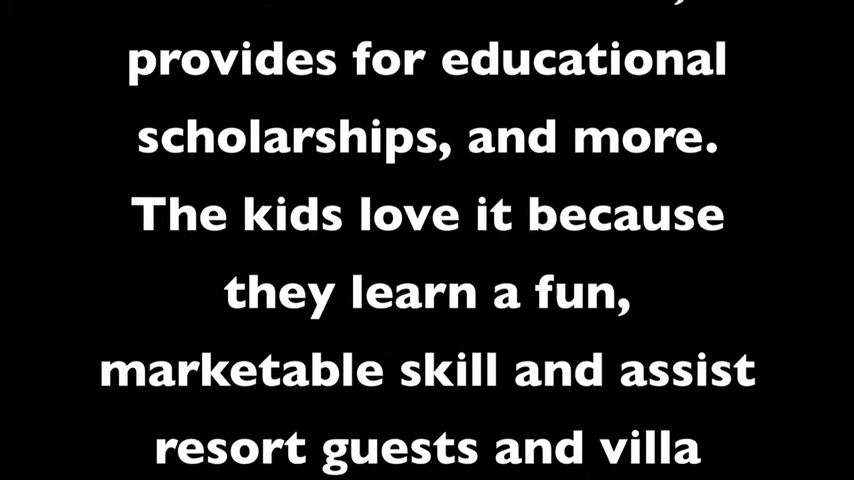 provides for educational
scholarships, and more.
The kids love it because
they learn a fun,
marketable skill and assist
resort guests and villa